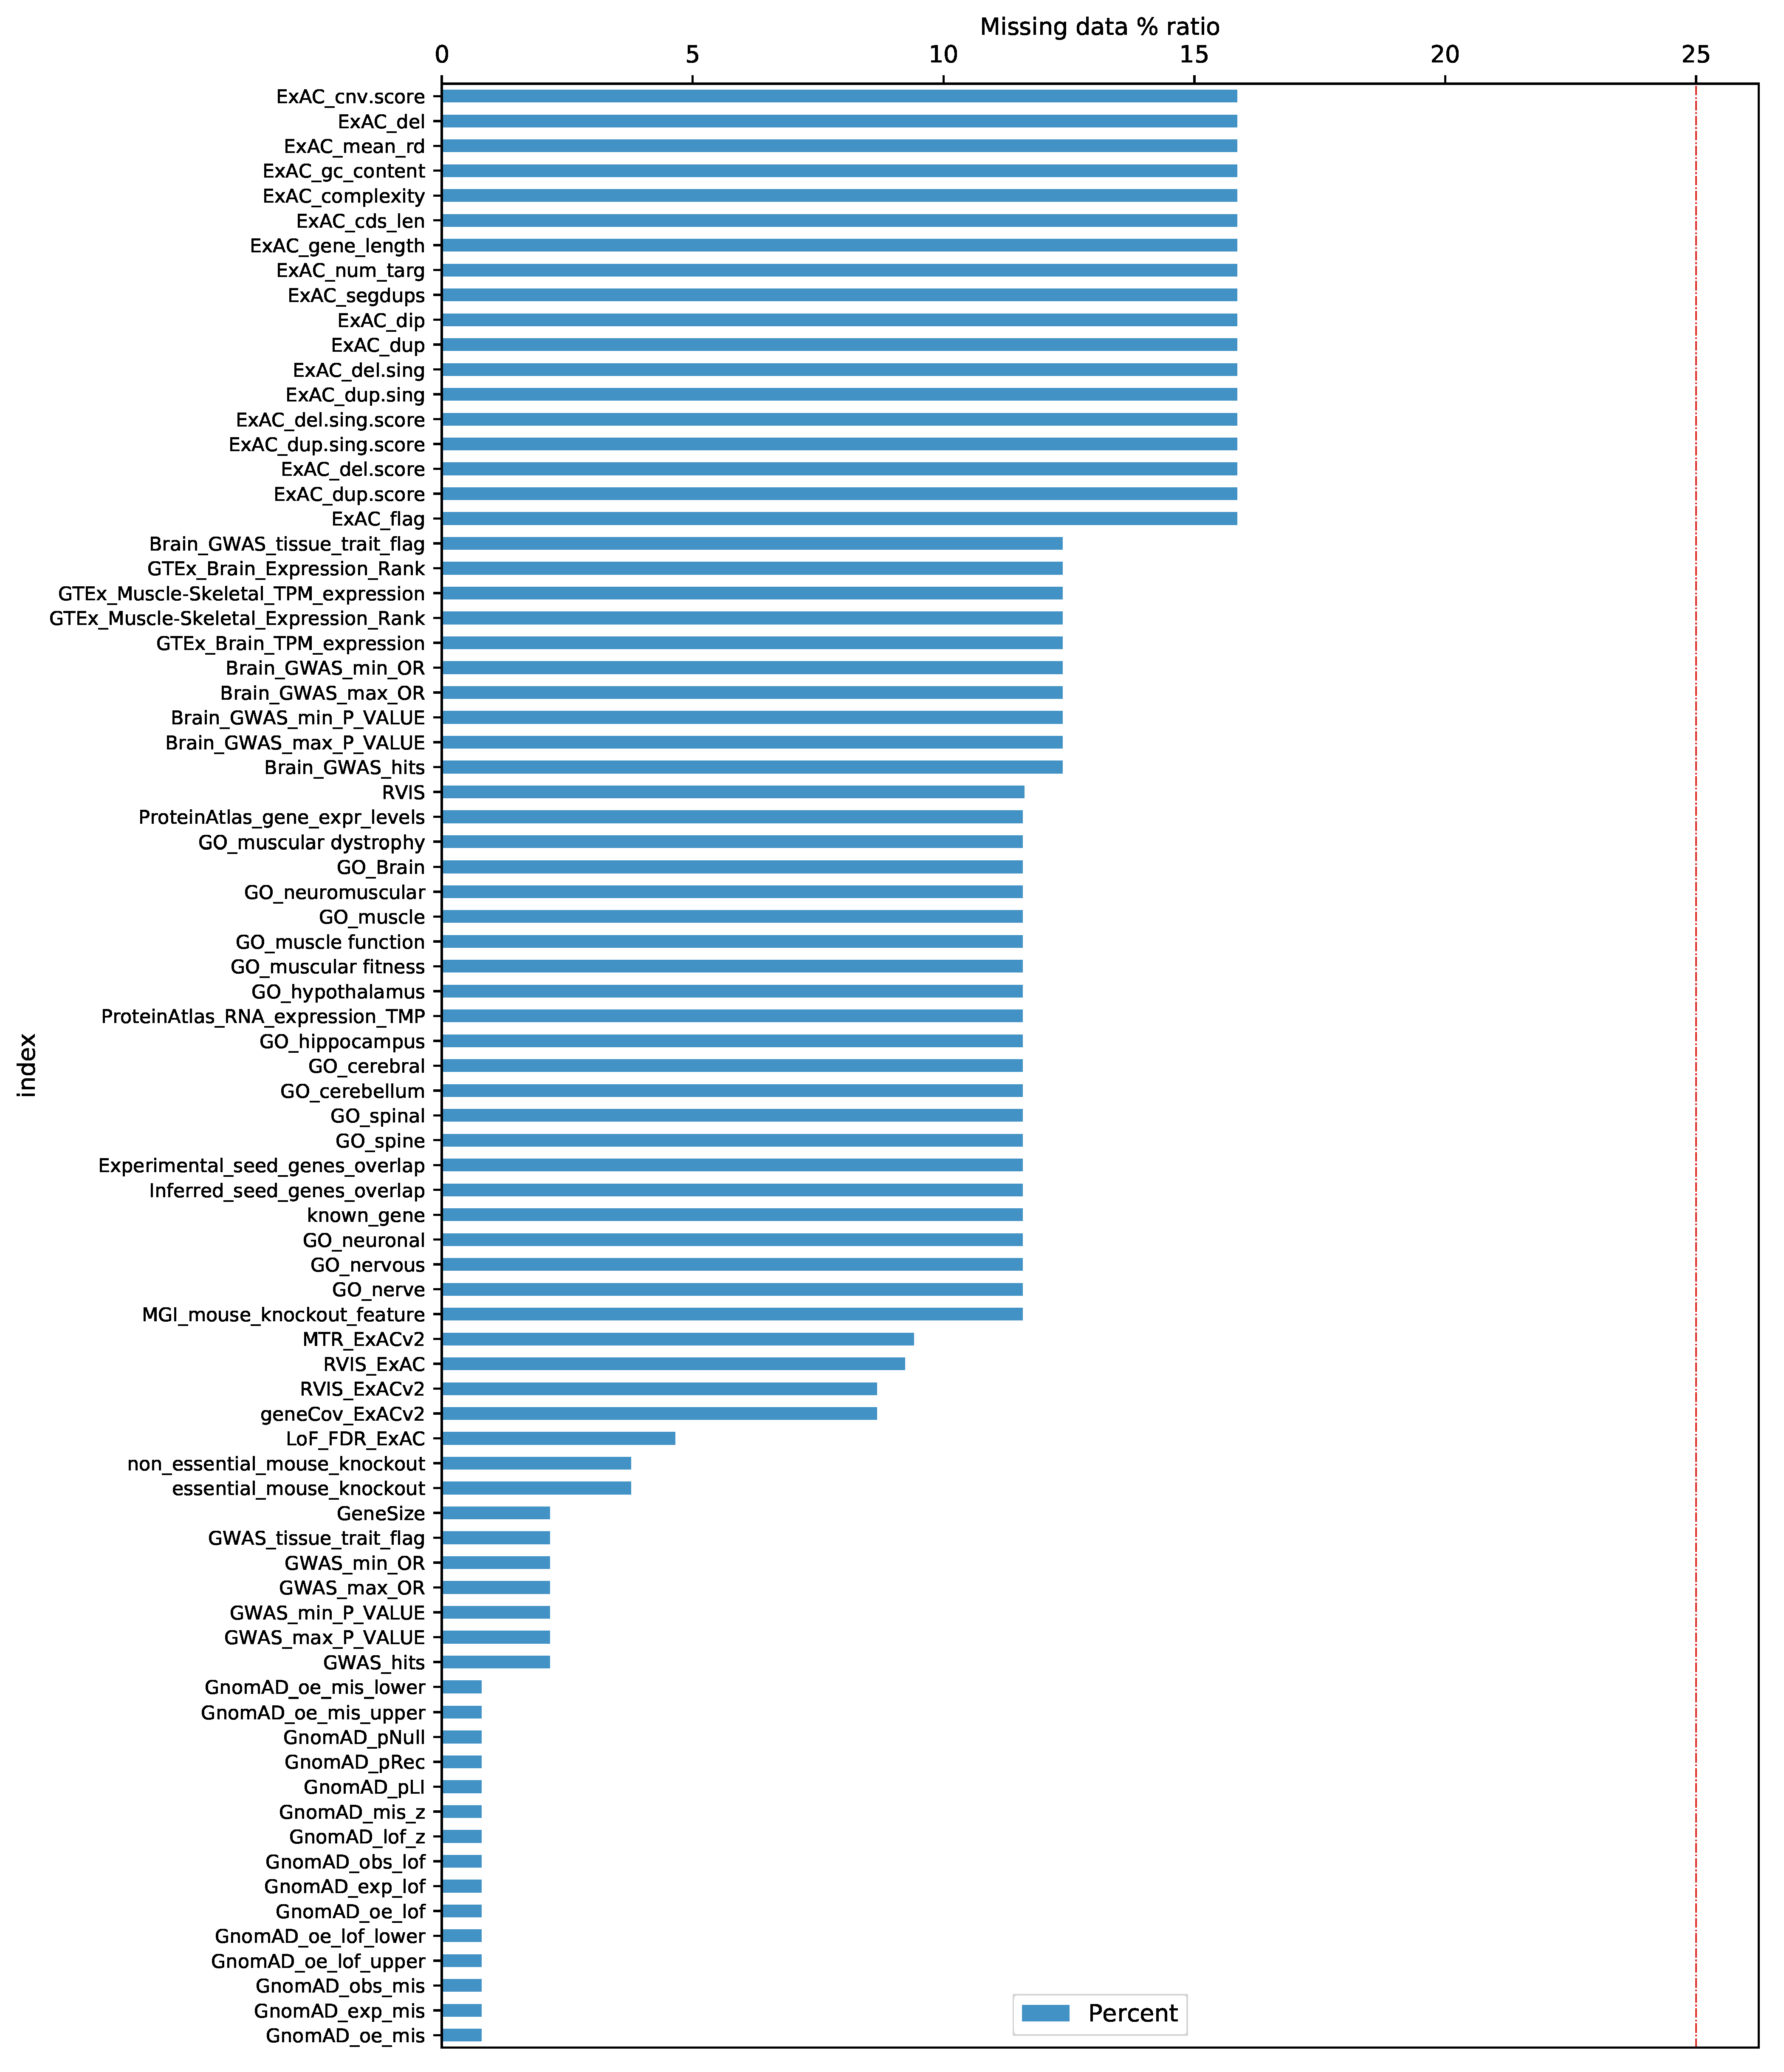 Missing data % ratio
0 5 10 15 20 25
ExAC_cnv.score
ExAC_del
ExAC_mean_rd
ExAC_gc_content
ExAC_complexity
ExAC_cds_len
ExAC_gene_length
ExAC_num_targ
ExAC_segdups
ExAC_dip
ExAC_dup
ExAC_del.sing
ExAC_dup.sing
ExAC_del.sing.score
ExAC_dup.sing.score
ExAC_del.score
ExAC_dup.score
ExAC_flag
Brain_GWAS_tissue_trait_flag
GTEx_Brain_Expression_Rank
GTEx_Muscle-Skeletal_TPM_expression
GTEx_Muscle-Skeletal_Expression_Rank
GTEx_Brain_TPM_expression
Brain_GWAS_min_OR
Brain_GWAS_max_OR
Brain_GWAS_min_P_VALUE
Brain_GWAS_max_P_VALUE
Brain_GWAS_hits
RVIS
ProteinAtlas_gene_expr_levels
GO_muscular dystrophy
GO_Brain
GO_neuromuscular
GO_muscle
GO_muscle function
GO_muscular fitness
GO_hypothalamus
ProteinAtlas_RNA_expression_TMP
GO_hippocampus
GO_cerebral
GO_cerebellum
GO_spinal
GO_spine
Experimental_seed_genes_overlap
Inferred_seed_genes_overlap
known_gene
GO_neuronal
GO_nervous
GO_nerve
MGI_mouse_knockout_feature
MTR_ExACv2
RVIS_ExAC
RVIS_ExACv2
geneCov_ExACv2
LoF_FDR_ExAC
non_essential_mouse_knockout
essential_mouse_knockout
GeneSize
GWAS_tissue_trait_flag
GWAS_min_OR
GWAS_max_OR
GWAS_min_P_VALUE
GWAS_max_P_VALUE
GWAS_hits
GnomAD_oe_mis_lower
GnomAD_oe_mis_upper
GnomAD_pNull
GnomAD_pRec
GnomAD_pLI
GnomAD_mis_z
GnomAD_lof_z
GnomAD_obs_lof
GnomAD_exp_lof
GnomAD_oe_lof
GnomAD_oe_lof_lower
GnomAD_oe_lof_upper
GnomAD_obs_mis
GnomAD_exp_mis
GnomAD_oe_mis
index
Percent